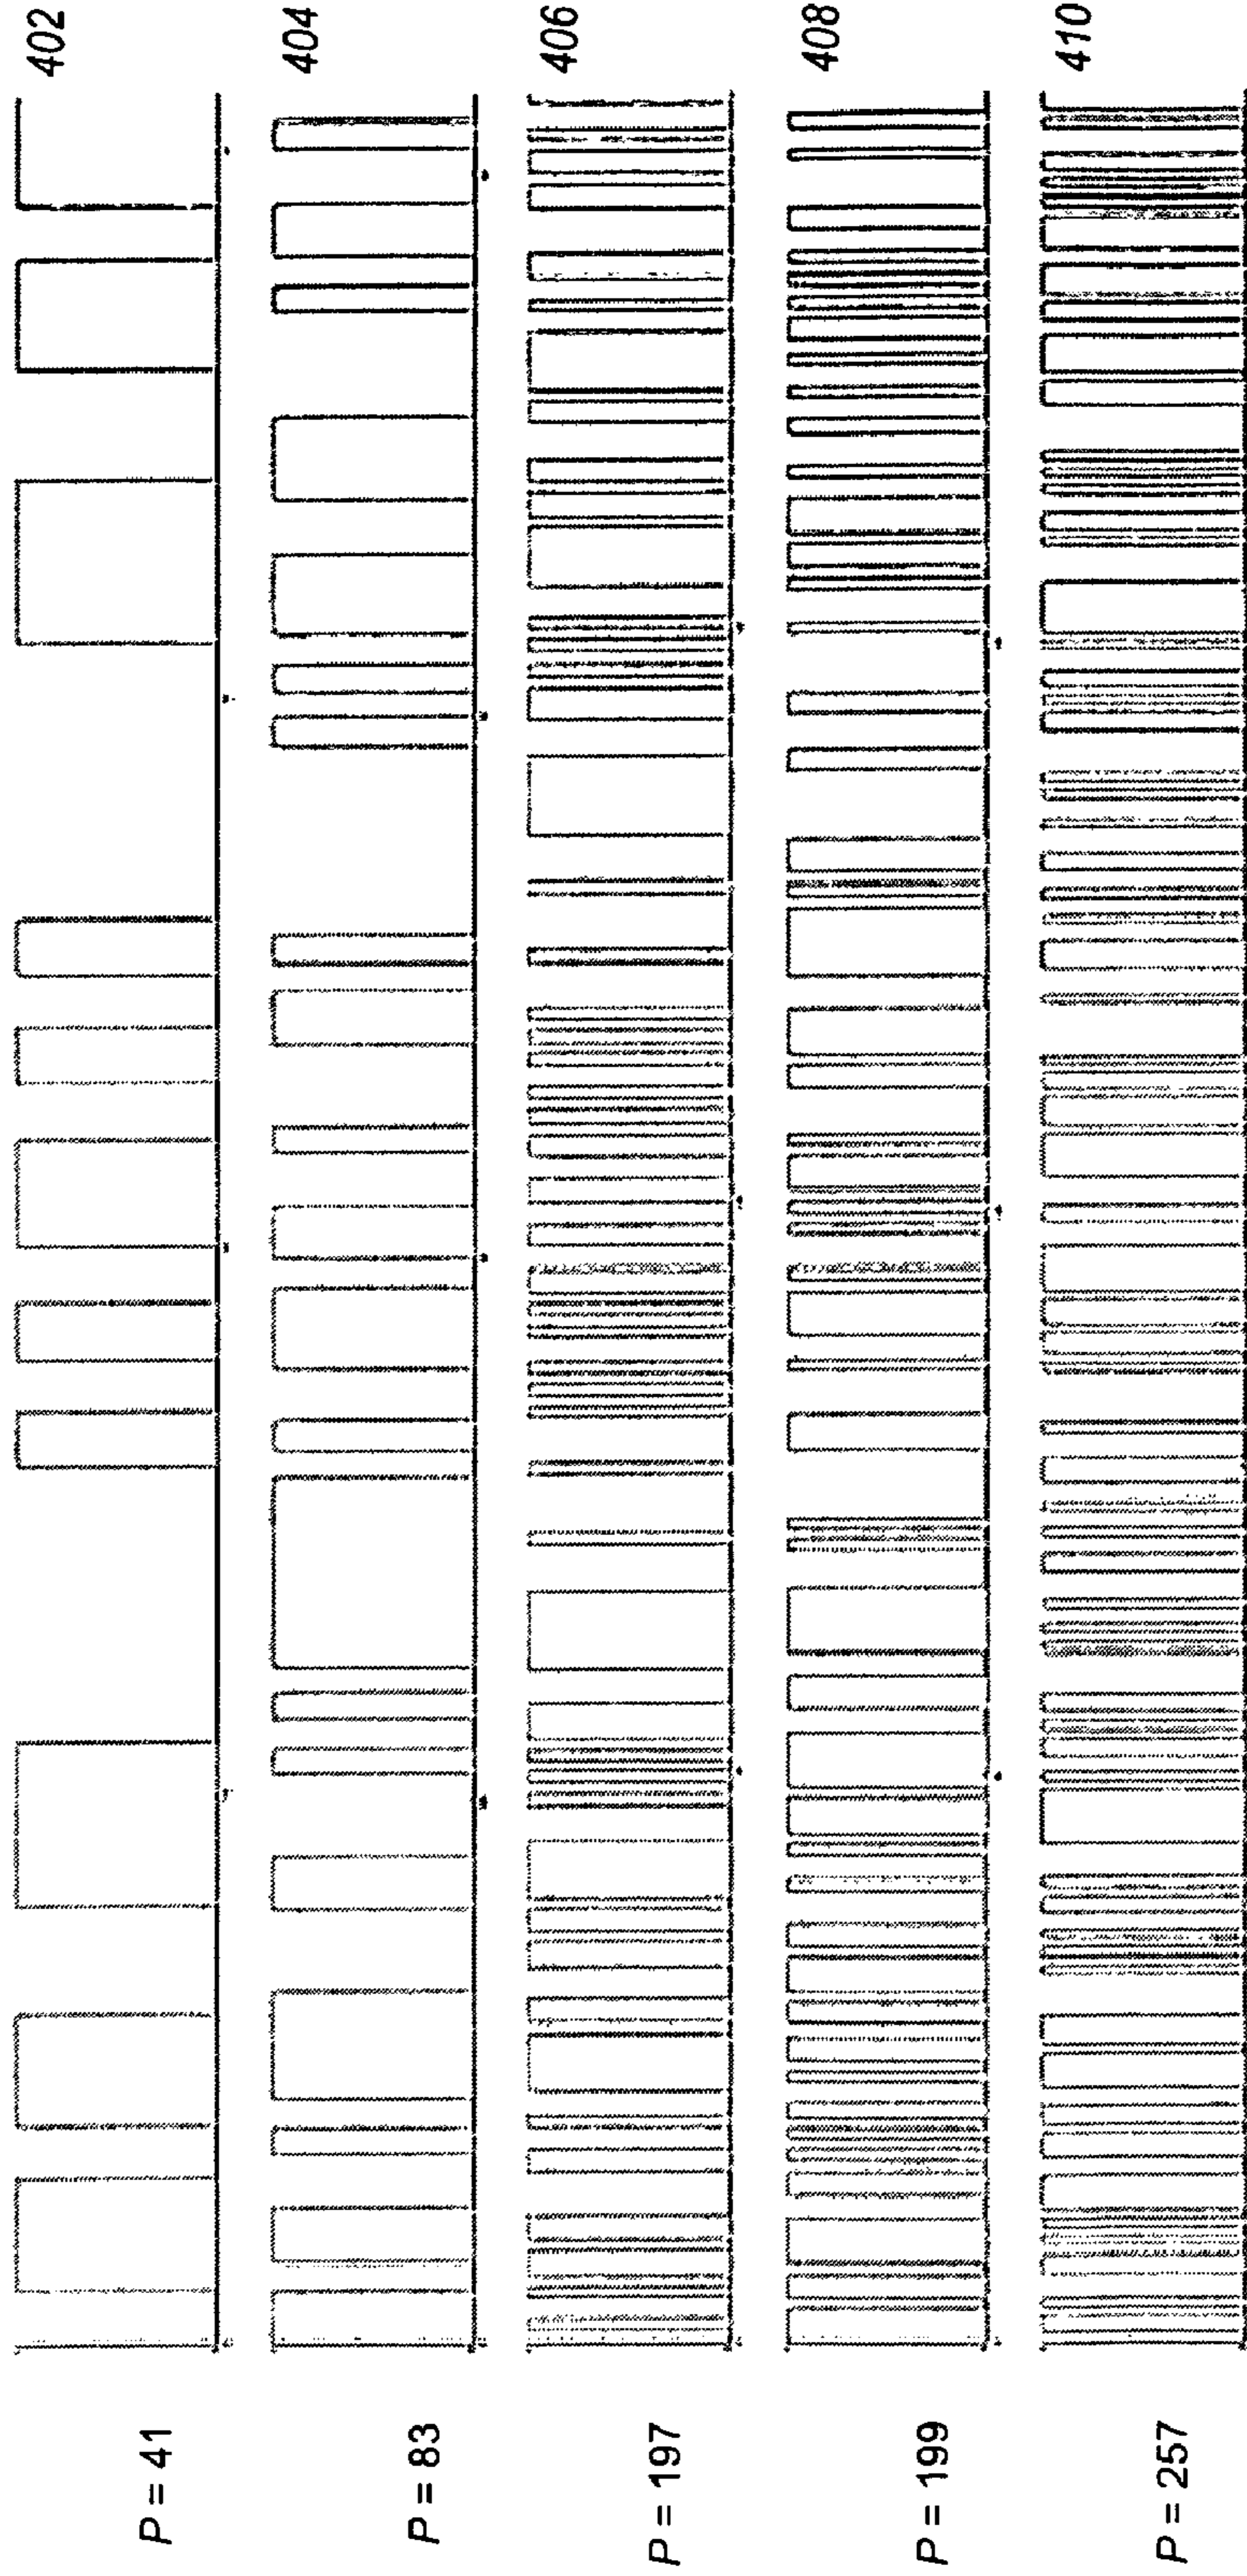 P = 41
402
P = 83
404
P = 197
406
P = 199
408
P = 257
410